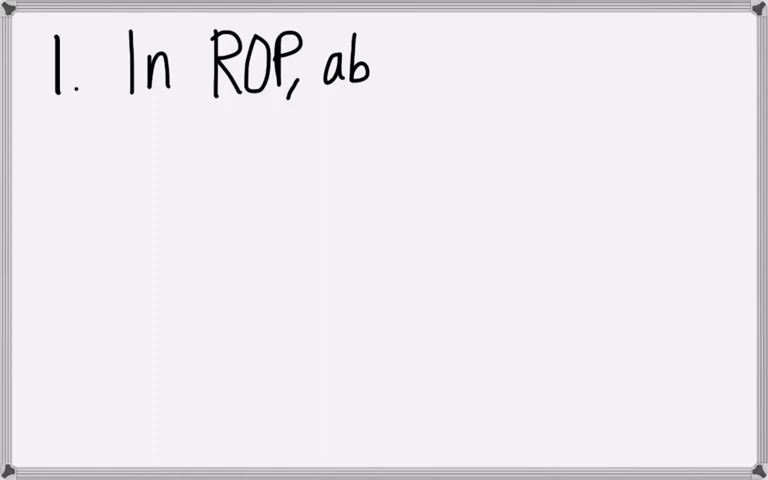 1. In ROP, ab